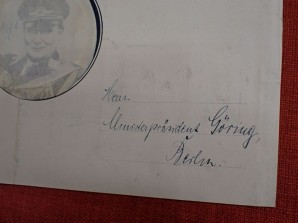 Herrn
Ministerpräsident Göring,
Berlin.